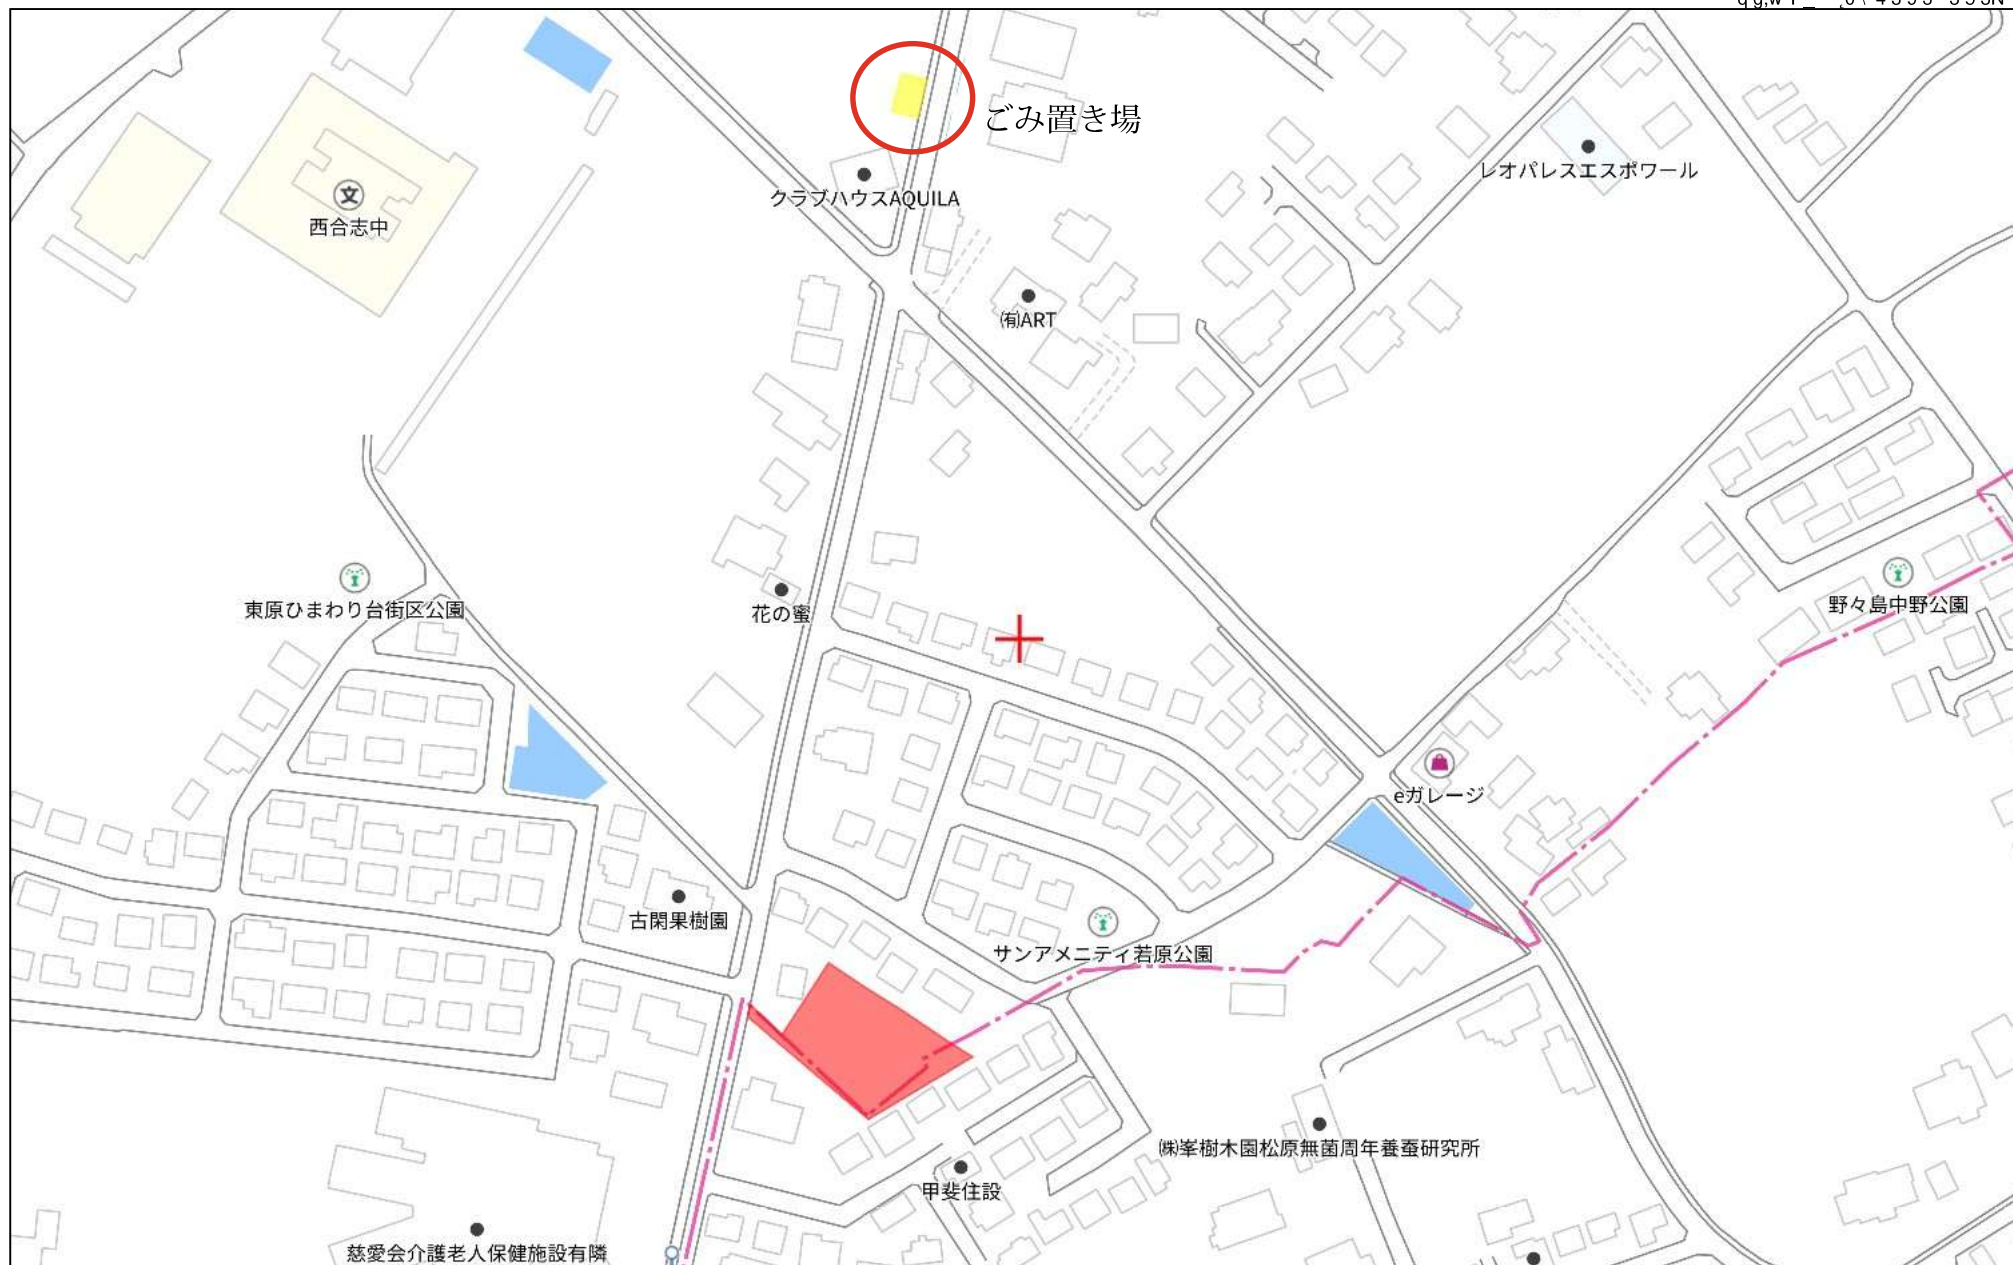 ごみ置き場
レオパレスエスポワール
クラブハウスAQUILA
文
西合志中
㈲ART
東原ひまわり台街区公園
花の蜜
野々島中野公園
eガレージ
古閑果樹園
サンアメニティ若原公園
㈱峯樹木園松原無菌周年養蚕研究所
甲斐住設
慈愛会介護老人保健施設有隣